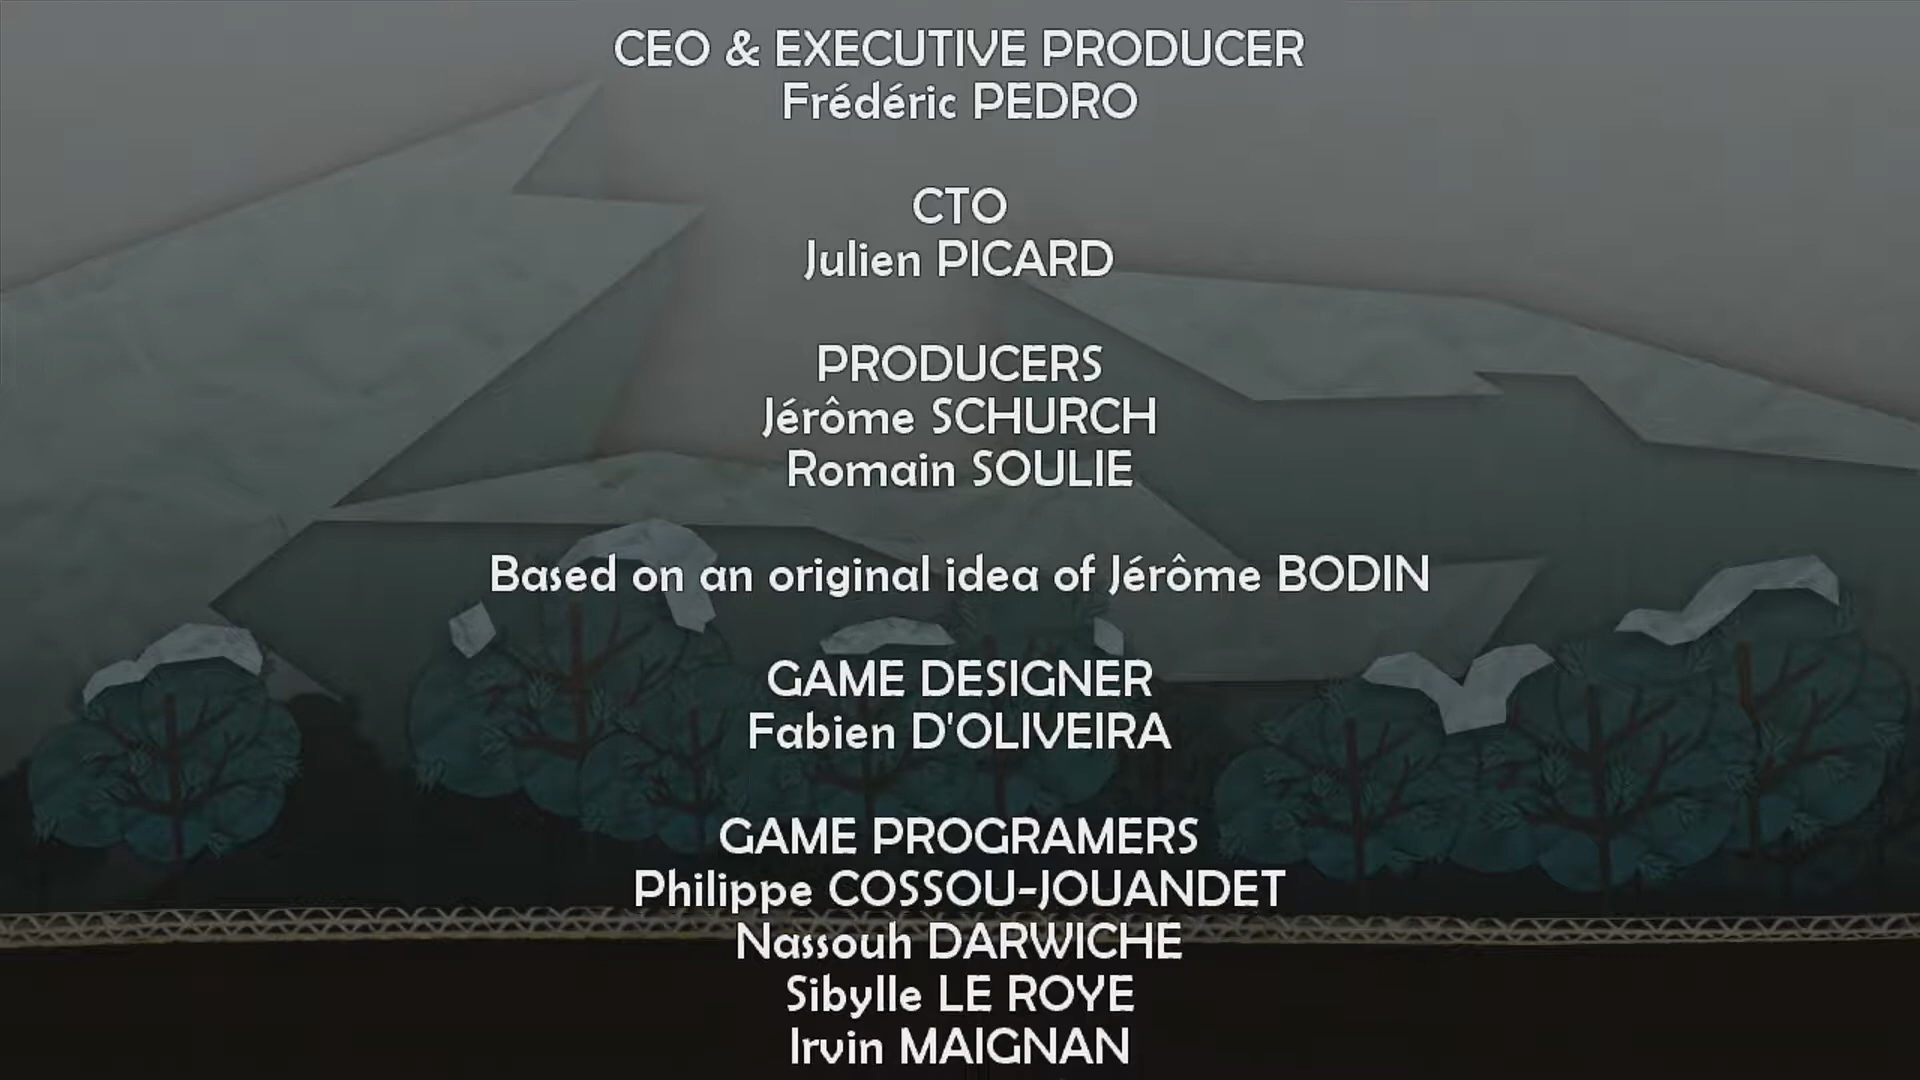 CEO & EXECUTIVE PRODUCER
Frédéric PEDRO
CTO
Julien PICARD
PRODUCERS
Jérôme SCHURCH
Romain SOULIE
Based on an original idea of Jérôme BODIN
GAME DESIGNER
Fabien D'OLIVEIRA
GAME PROGRAMERS
Philippe COSSOU-JOUANDET
Nassouh DARWICHE
Sibylle LE ROYE
Irvin MAIGNAN